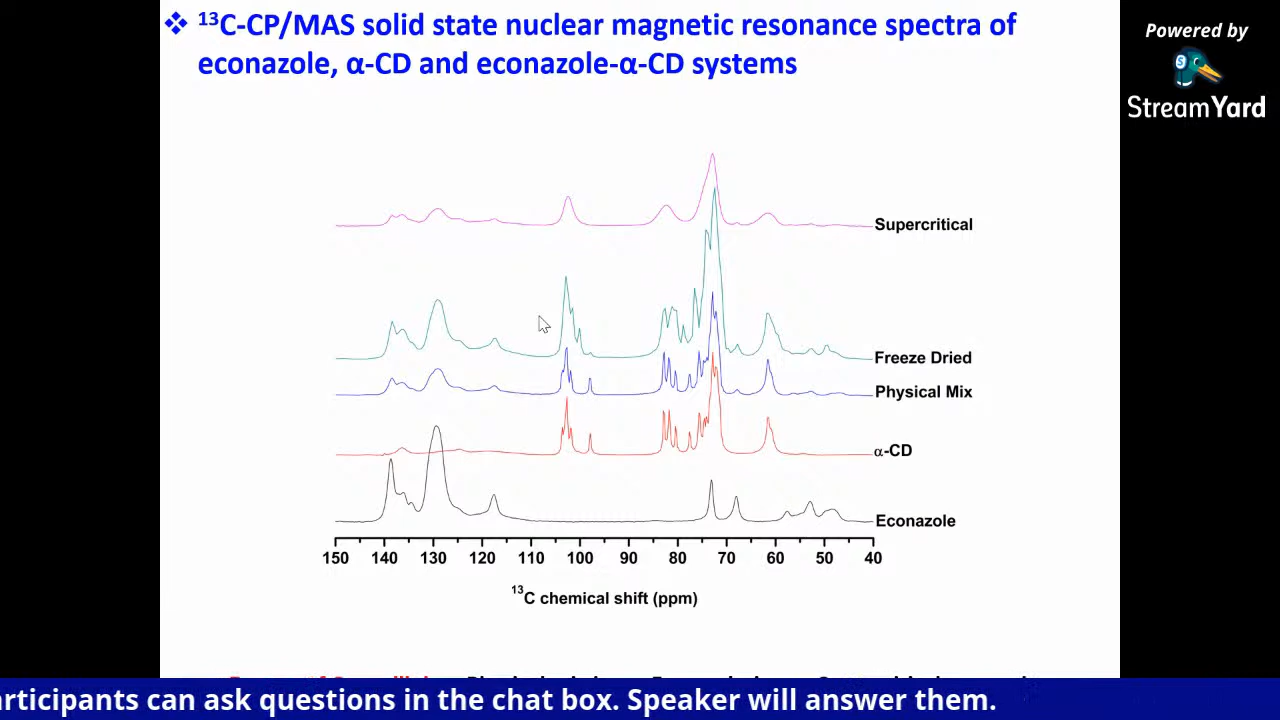 ❖ ¹³C-CP/MAS solid state nuclear magnetic resonance spectra of
econazole, α-CD and econazole-α-CD systems
Powered by
StreamYard
Supercritical
Freeze Dried
Physical Mix
α-CD
Econazole
150 140 130 120 110 100 90 80 70 60 50 40
¹³C chemical shift (ppm)
articipants can ask questions in the chat box. Speaker will answer them.